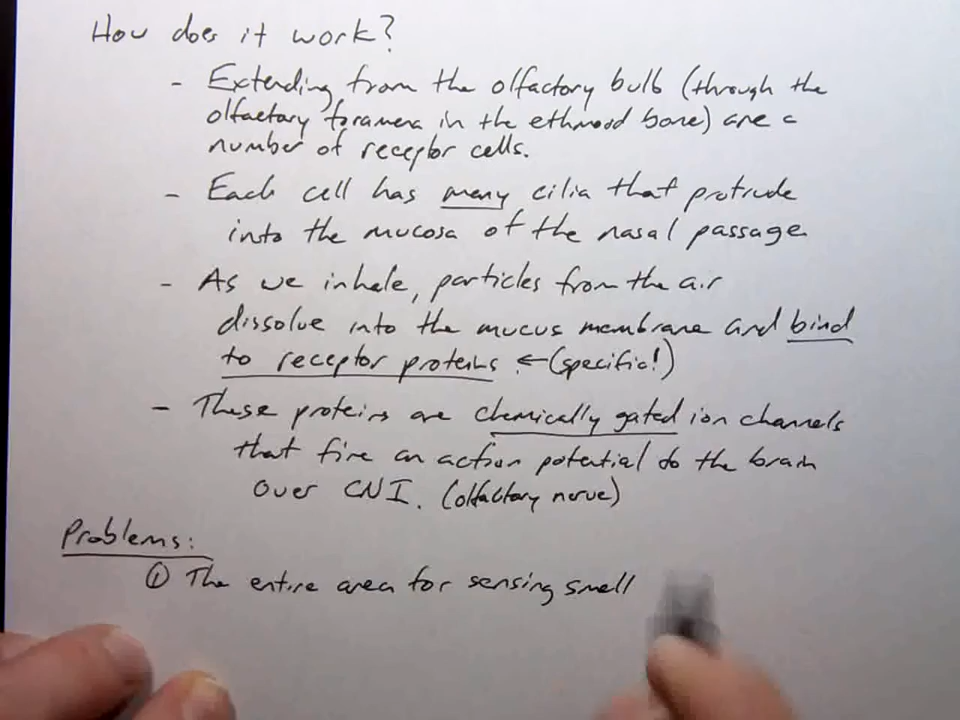 How does it work?
- Extending from the olfactory bulb (through the
olfactory foramena in the ethmoid bone) are a
number of receptor cells.
- Each cell has many cilia that protrude
into the mucosa of the nasal passage.
- As we inhale, particles from the air
dissolve into the mucus membrane and bind
to receptor proteins. ← (specific!)
- These proteins are chemically gated ion channels
that fire an action potential to the brain
over CN I. (olfactory nerve)
Problems:
① The entire area for sensing smell